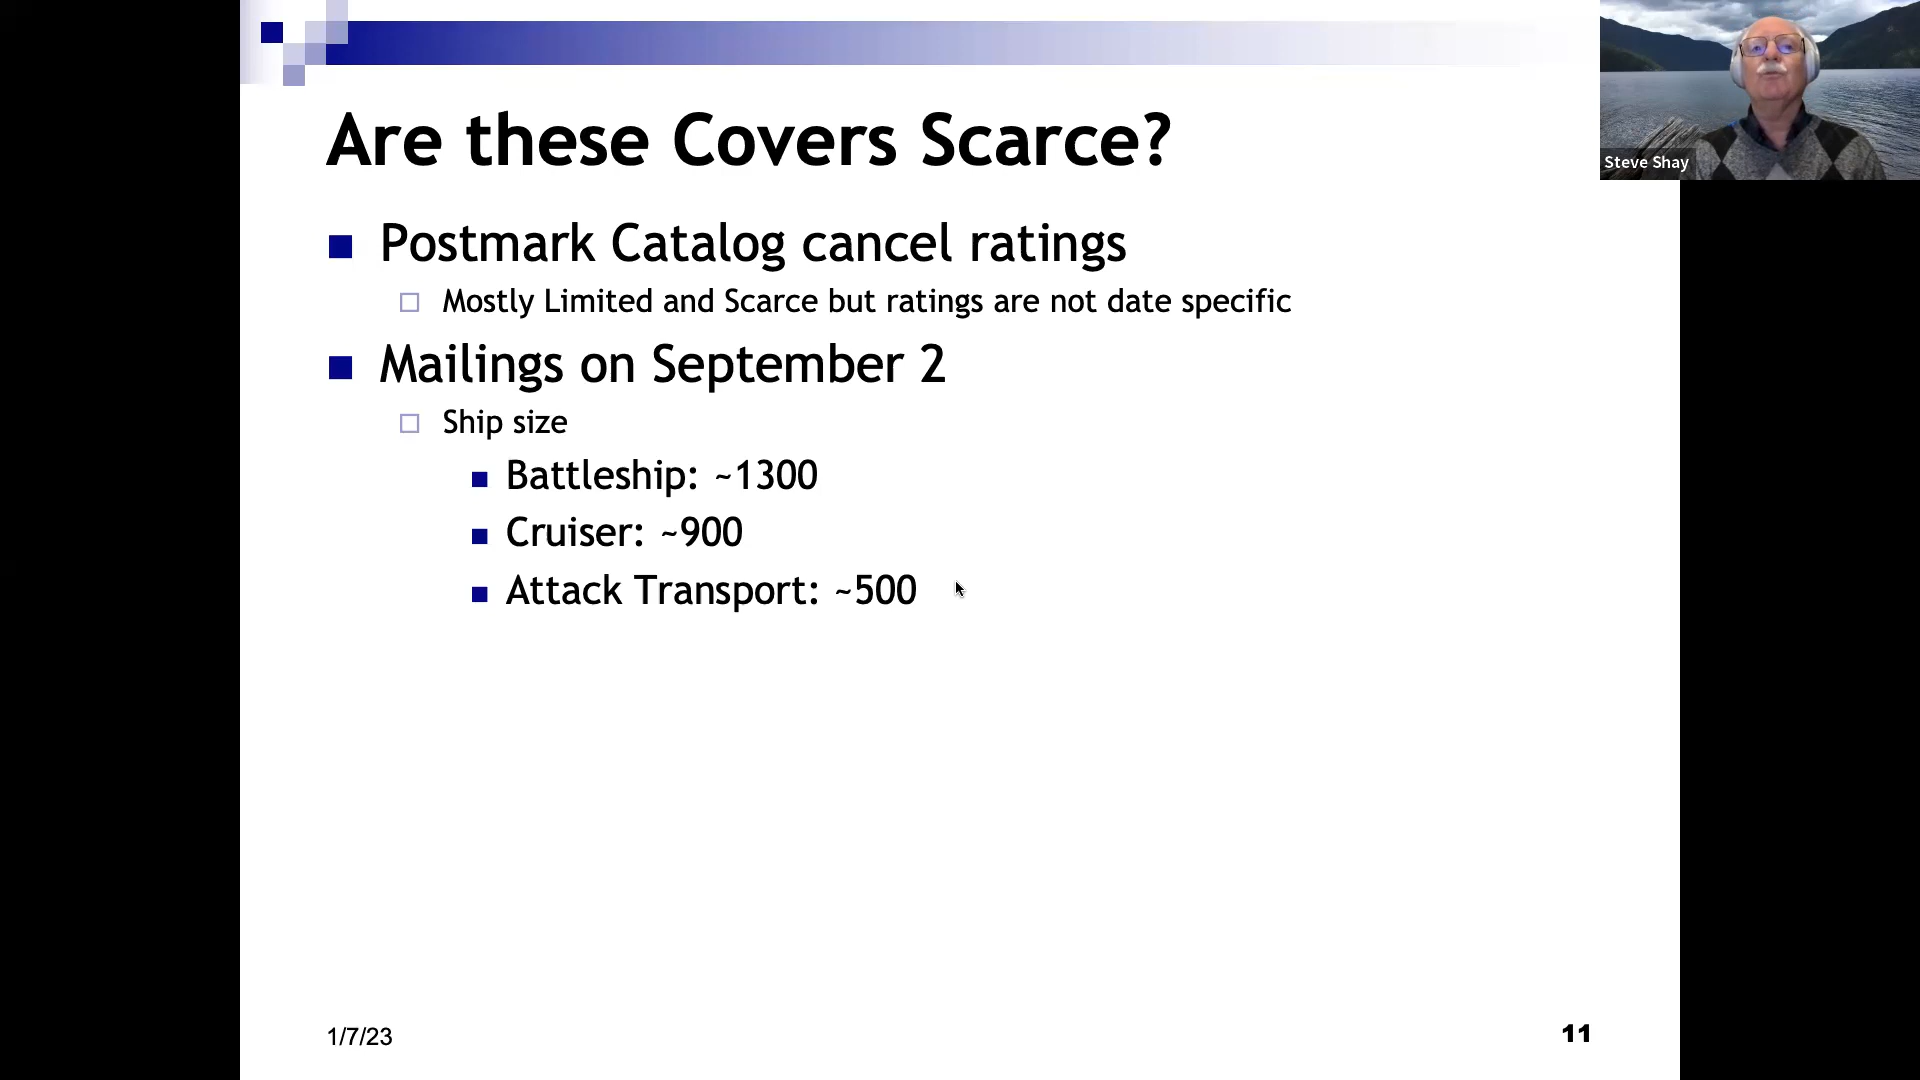 Are these Covers Scarce?
Postmark Catalog cancel ratings
Mostly Limited and Scarce but ratings are not date specific
Mailings on September 2
Ship size
Battleship: ~1300
Cruiser: ~900
Attack Transport: ~500
1/7/23
11
Steve Shay